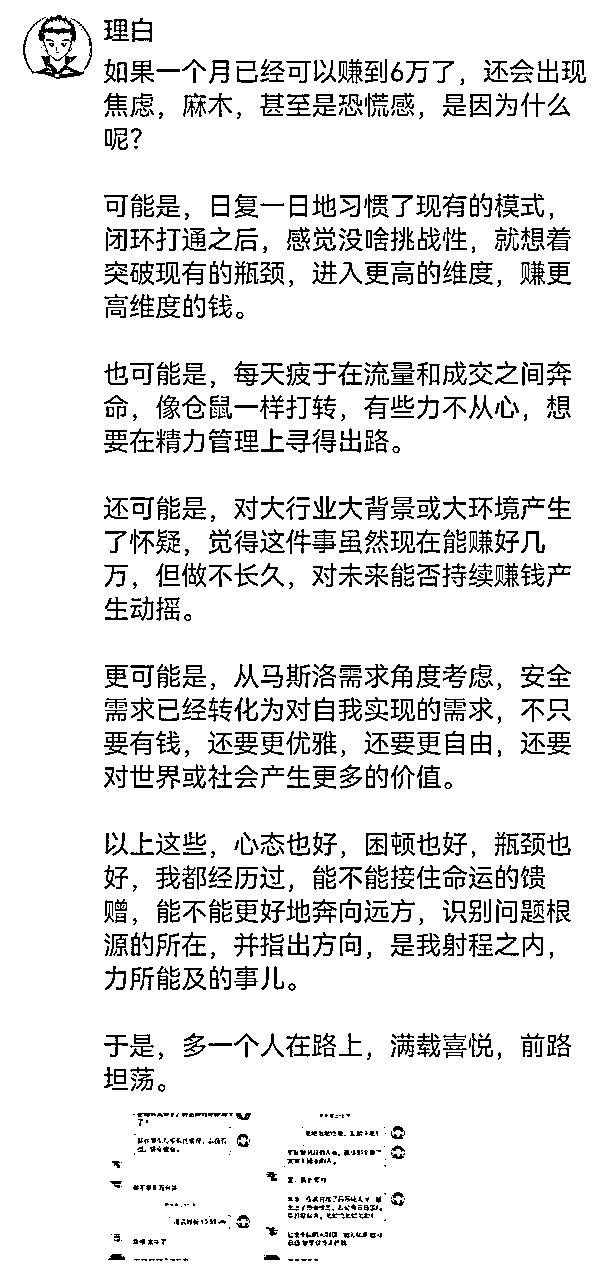 理白
如果一个月已经可以赚到6万了，还会出现
焦虑，麻木，甚至是恐慌感，是因为什么
呢？
可能是，日复一日地习惯了现有的模式，
闭环打通之后，感觉没啥挑战性，就想着
突破现有的瓶颈，进入更高的维度，赚更
高维度的钱。
也可能是，每天疲于在流量和成交之间奔
命，像仓鼠一样打转，有些力不从心，想
要在精力管理上寻得出路。
还可能是，对大行业大背景或大环境产生
了怀疑，觉得这件事虽然现在能赚好几
万，但做不长久，对未来能否持续赚钱产
生动摇。
更可能是，从马斯洛需求角度考虑，安全
需求已经转化为对自我实现的需求，不只
要有钱，还要更优雅，还要更自由，还要
对世界或社会产生更多的价值。
以上这些，心态也好，困顿也好，瓶颈也
好，我都经历过，能不能接住命运的馈
赠，能不能更好地奔向远方，识别问题根
源的所在，并指出方向，是我射程之内，
力所能及的事儿。
于是，多一个人在路上，满载喜悦，前路
坦荡。